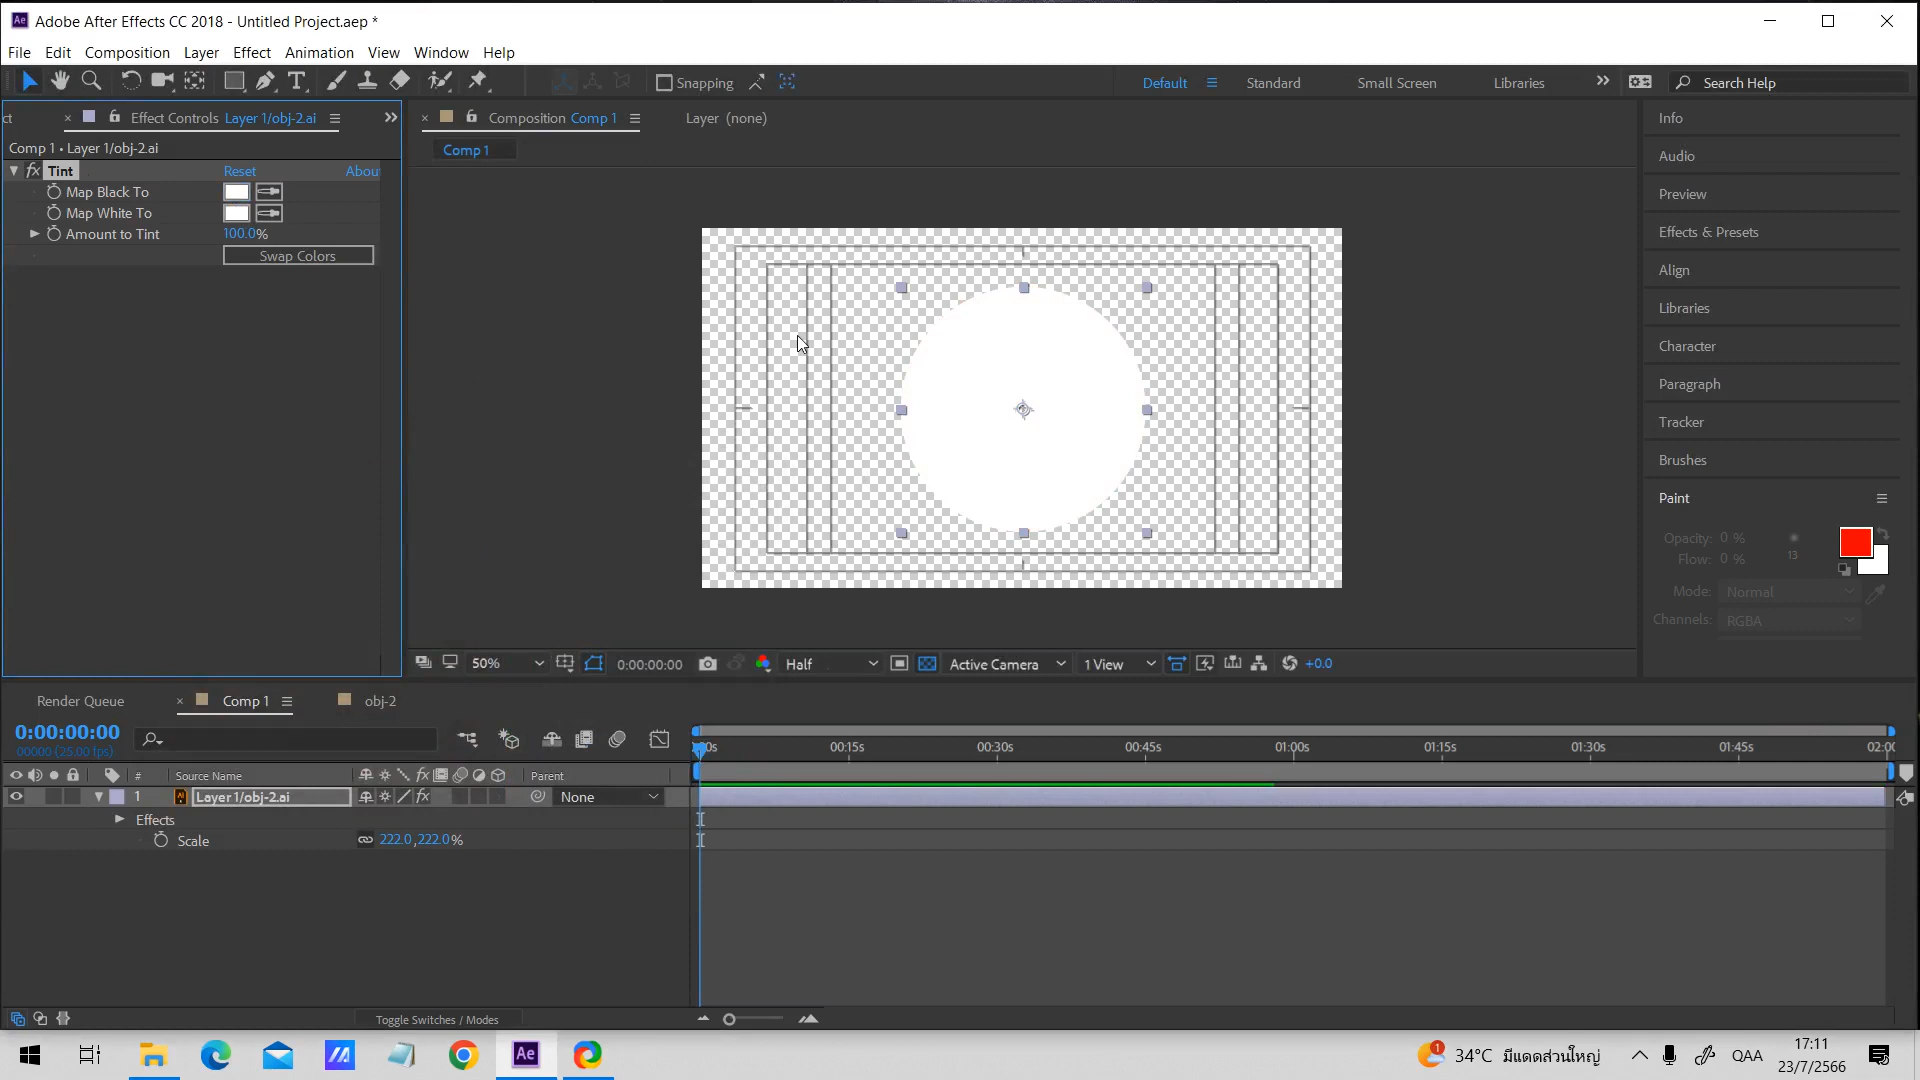 Ae Adobe After Effects CC 2018 - Untitled Project.aep *
File Edit Composition Layer Effect Animation View Window Help
Snapping
Default Standard Small Screen Libraries Search Help
ct Effect Controls Layer 1/obj-2.ai
Composition Comp 1 Layer (none)
Comp 1 • Layer 1/obj-2.ai
Comp 1
fx Tint Reset Abou
Map Black To
Map White To
Amount to Tint 100.0%
Swap Colors
Info
Audio
Preview
Effects & Presets
Align
Libraries
Character
Paragraph
Tracker
Brushes
Paint
Opacity: 0 %
Flow: 0 % 13
Mode: Normal
Channels: RGBA
50% 0:00:00:00 Half Active Camera 1 View +0.0
Render Queue Comp 1 obj-2
0:00:00:00
00000 (25.00 fps)
00s 00:15s 00:30s 00:45s 01:00s 01:15s 01:30s 01:45s 02:00
# Source Name fx Parent
1 Layer 1/obj-2.ai fx None
Effects
Scale 222.0,222.0%
Toggle Switches / Modes
Ae
1 34°C มีแดดส่วนใหญ่ QAA 17:11
23/7/2566